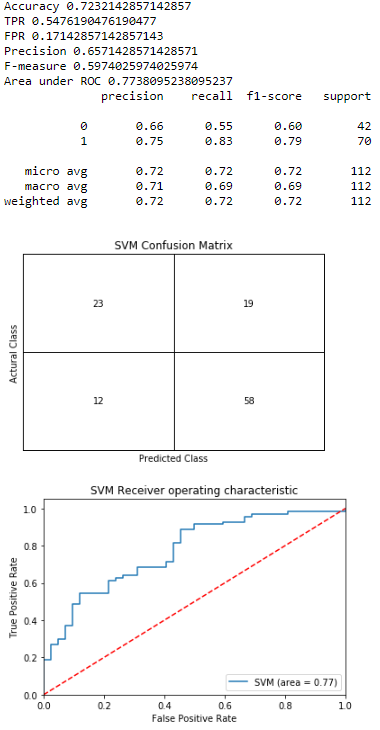 Accuracy 0.7232142857142857
TPR 0.5476190476190477
FPR 0.17142857142857143
Precision 0.6571428571428571
F-measure 0.5974025974025974
Area under ROC 0.7738095238095237
precision recall f1-score support
0 0.66 0.55 0.60 42
1 0.75 0.83 0.79 70
micro avg 0.72 0.72 0.72 112
macro avg 0.71 0.69 0.69 112
weighted avg 0.72 0.72 0.72 112
SVM Confusion Matrix
Actural Class
23 19
12 58
Predicted Class
SVM Receiver operating characteristic
True Positive Rate
1.0
0.8
0.6
0.4
0.2
0.0
SVM (area = 0.77)
0.0 0.2 0.4 0.6 0.8 1.0
False Positive Rate